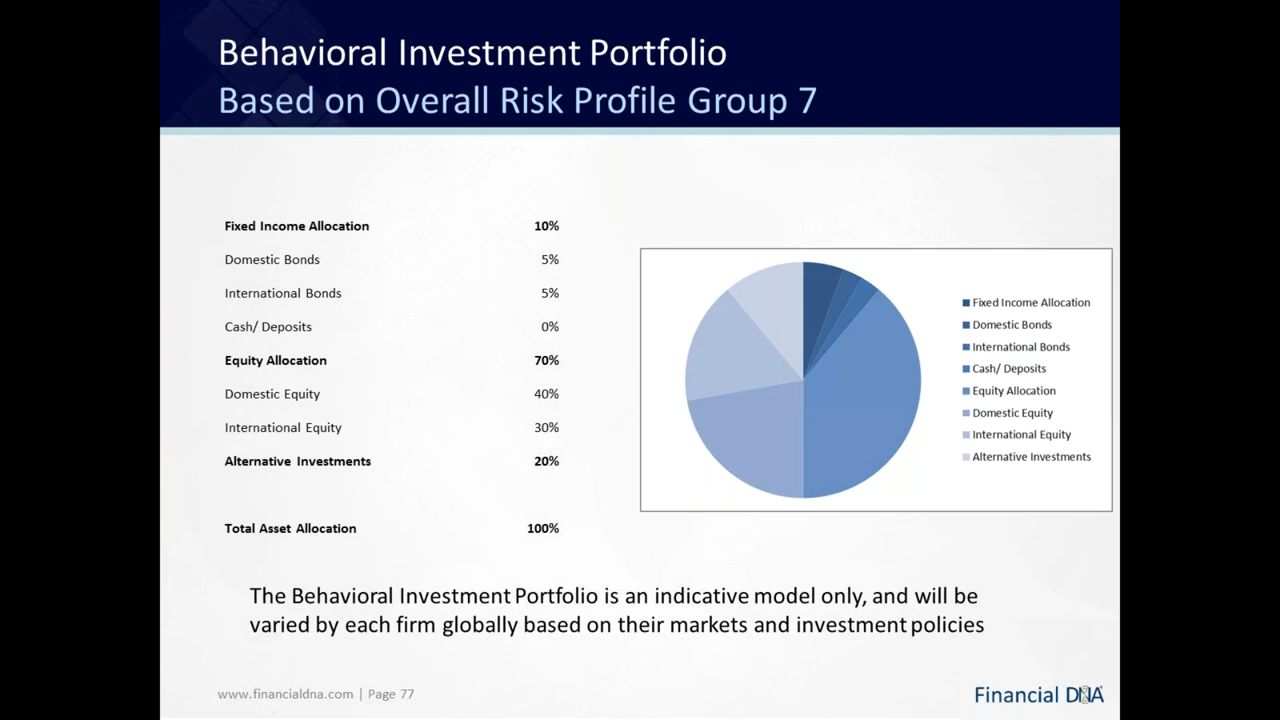 Behavioral Investment Portfolio
Based on Overall Risk Profile Group 7
Fixed Income Allocation 10%
Domestic Bonds 5%
International Bonds 5%
Cash/ Deposits 0%
Equity Allocation 70%
Domestic Equity 40%
International Equity 30%
Alternative Investments 20%
Total Asset Allocation 100%
Fixed Income Allocation
Domestic Bonds
International Bonds
Cash/ Deposits
Equity Allocation
Domestic Equity
International Equity
Alternative Investments
The Behavioral Investment Portfolio is an indicative model only, and will be
varied by each firm globally based on their markets and investment policies
www.financialdna.com | Page 77
Financial DNA